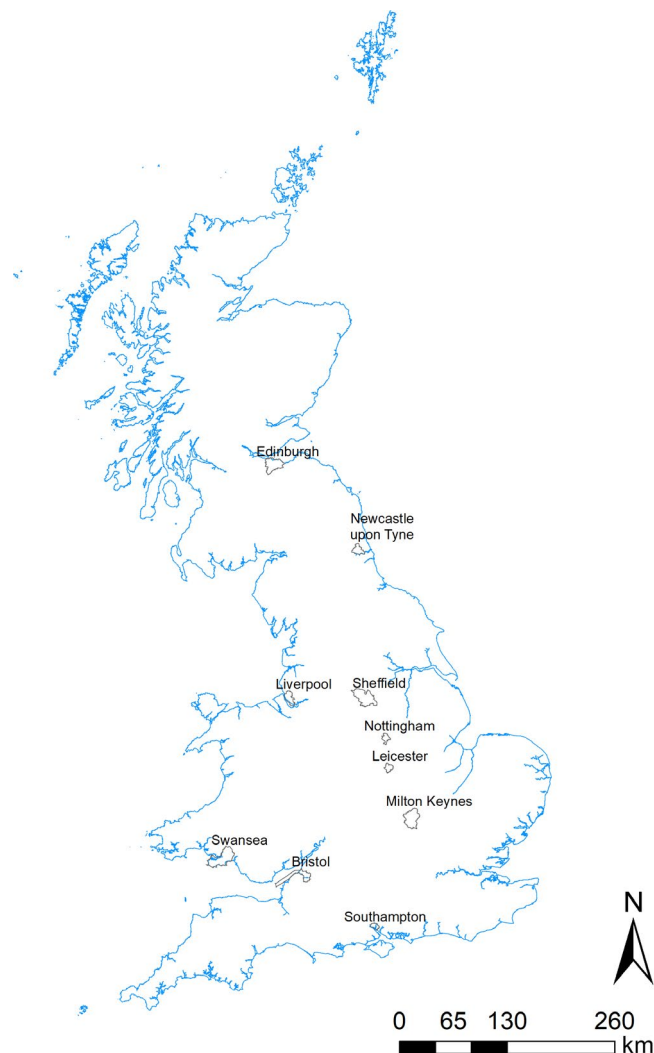 Edinburgh
Newcastle
upon Tyne
Liverpool
Sheffield
Nottingham
Leicester
Milton Keynes
Swansea
Bristol
Southampton
N
0 65 130 260
km